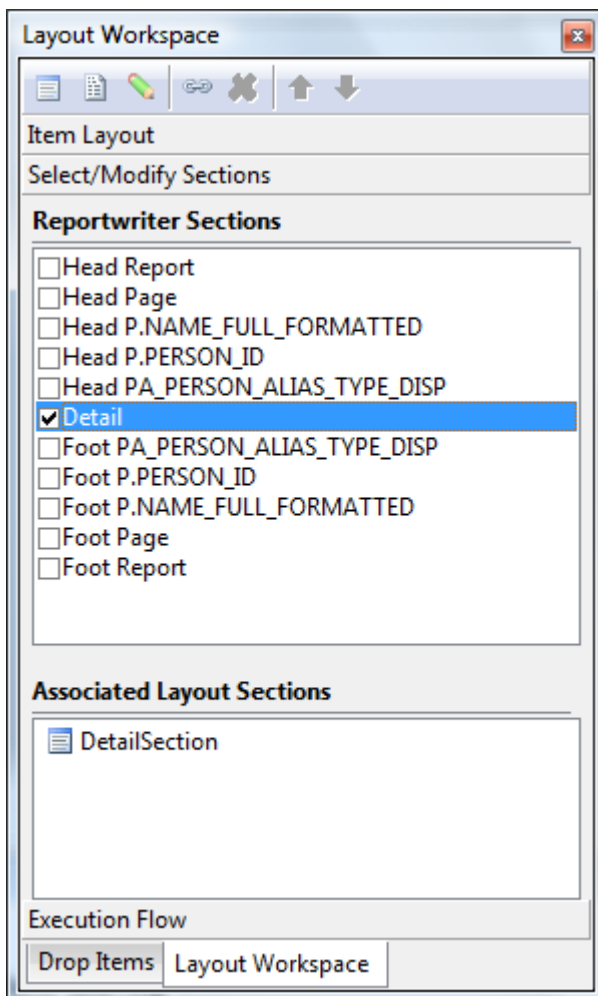 Layout Workspace
Item Layout
Select/Modify Sections
Reportwriter Sections
Head Report
Head Page
Head P.NAME_FULL_FORMATTED
Head P.PERSON_ID
Head PA_PERSON_ALIAS_TYPE_DISP
Detail
Foot PA_PERSON_ALIAS_TYPE_DISP
Foot P.PERSON_ID
Foot P.NAME_FULL_FORMATTED
Foot Page
Foot Report
Associated Layout Sections
DetailSection
Execution Flow
Drop Items Layout Workspace